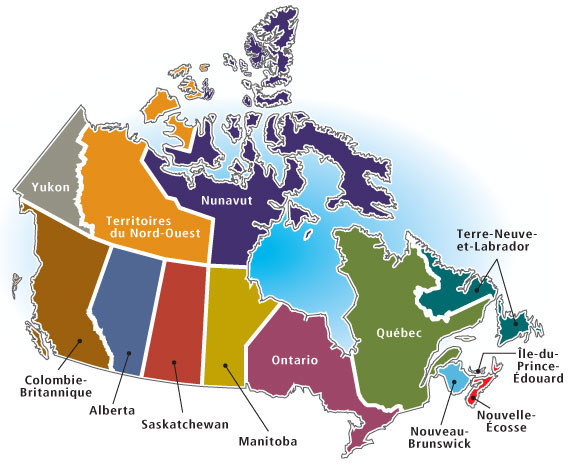 Yukon
Territoires
du Nord-Ouest
Nunavut
Terre-Neuve-
et-Labrador
Québec
Île-du-
Prince-
Édouard
Ontario
Colombie-
Britannique
Alberta
Saskatchewan
Manitoba
Nouveau-
Brunswick
Nouvelle-
Écosse